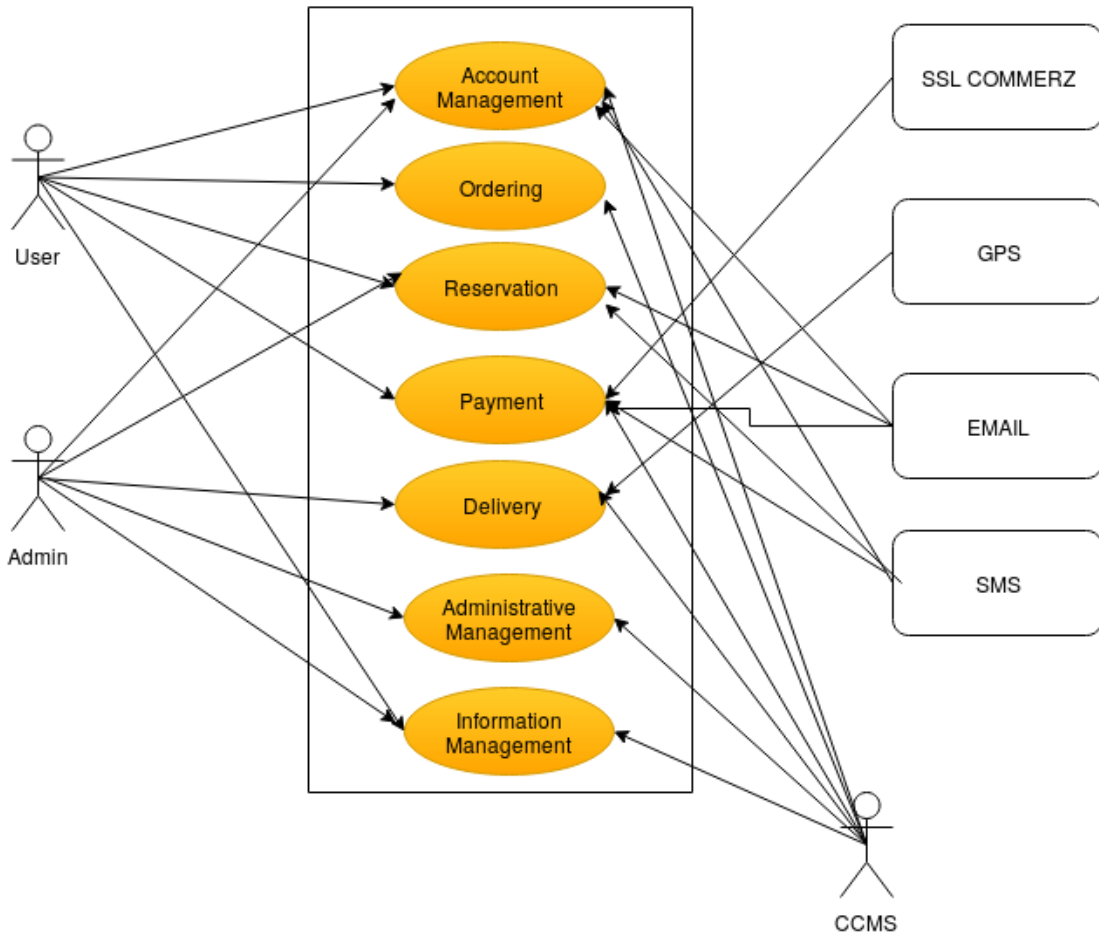 Account
Management
SSL COMMERZ
Ordering
User
GPS
Reservation
Payment
EMAIL
Delivery
Admin
SMS
Administrative
Management
Information
Management
CCMS